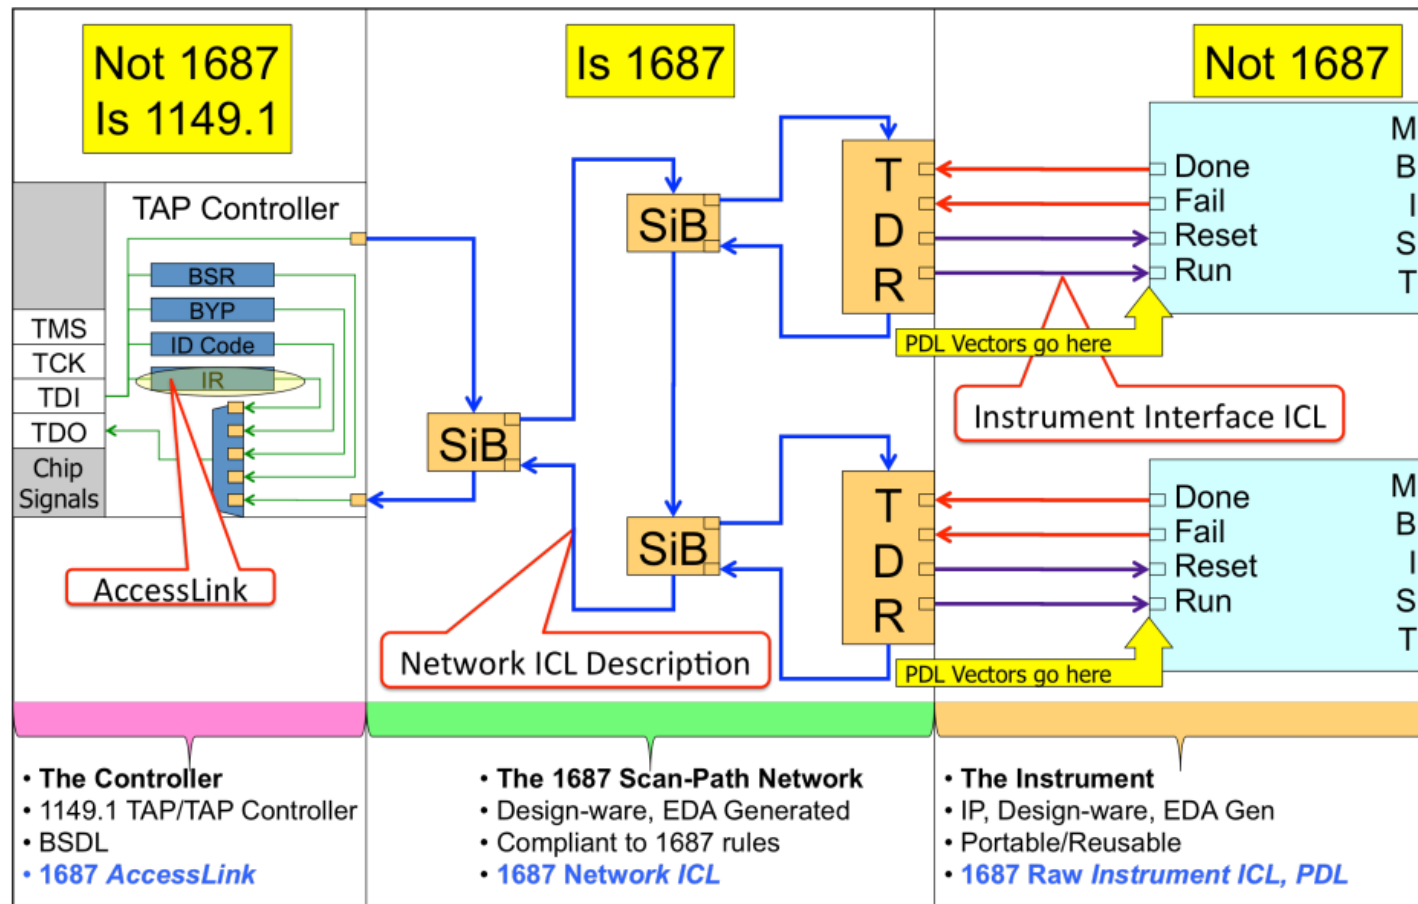 Not 1687
Is 1149.1
Is 1687
Not 1687
TAP Controller
BSR
BYP
ID Code
IR
TMS
TCK
TDI
TDO
Chip
Signals
AccessLink
SiB
SiB
SiB
Network ICL Description
T
D
R
T
D
R
Done
Fail
Reset
Run
M
B
I
S
T
PDL Vectors go here
Instrument Interface ICL
Done
Fail
Reset
Run
M
B
I
S
T
PDL Vectors go here
• The Controller
• 1149.1 TAP/TAP Controller
• BSDL
• 1687 AccessLink
• The 1687 Scan-Path Network
• Design-ware, EDA Generated
• Compliant to 1687 rules
• 1687 Network ICL
• The Instrument
• IP, Design-ware, EDA Gen
• Portable/Reusable
• 1687 Raw Instrument ICL, PDL